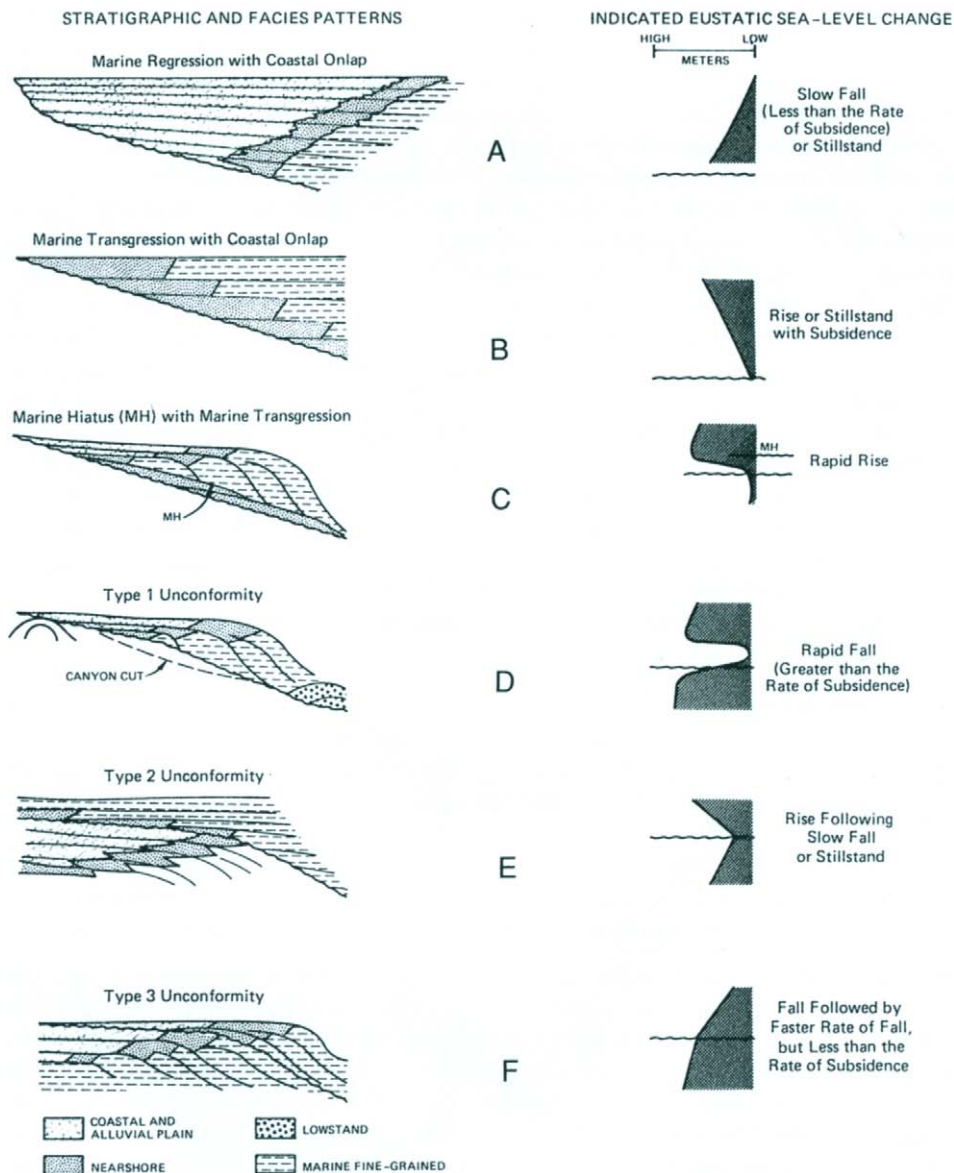 STRATIGRAPHIC AND FACIES PATTERNS
INDICATED EUSTATIC SEA-LEVEL CHANGE
HIGH
LOW
METERS
Marine Regression with Coastal Onlap
A
Slow Fall
(Less than the Rate
of Subsidence)
or Stillstand
Marine Transgression with Coastal Onlap
B
Rise or Stillstand
with Subsidence
Marine Hiatus (MH) with Marine Transgression
MH
C
MH
Rapid Rise
Type 1 Unconformity
CANYON CUT
D
Rapid Fall
(Greater than the
Rate of Subsidence)
Type 2 Unconformity
E
Rise Following
Slow Fall
or Stillstand
Type 3 Unconformity
F
Fall Followed by
Faster Rate of Fall,
but Less than the
Rate of Subsidence
COASTAL AND
ALLUVIAL PLAIN
LOWSTAND
NEARSHORE
MARINE FINE-GRAINED